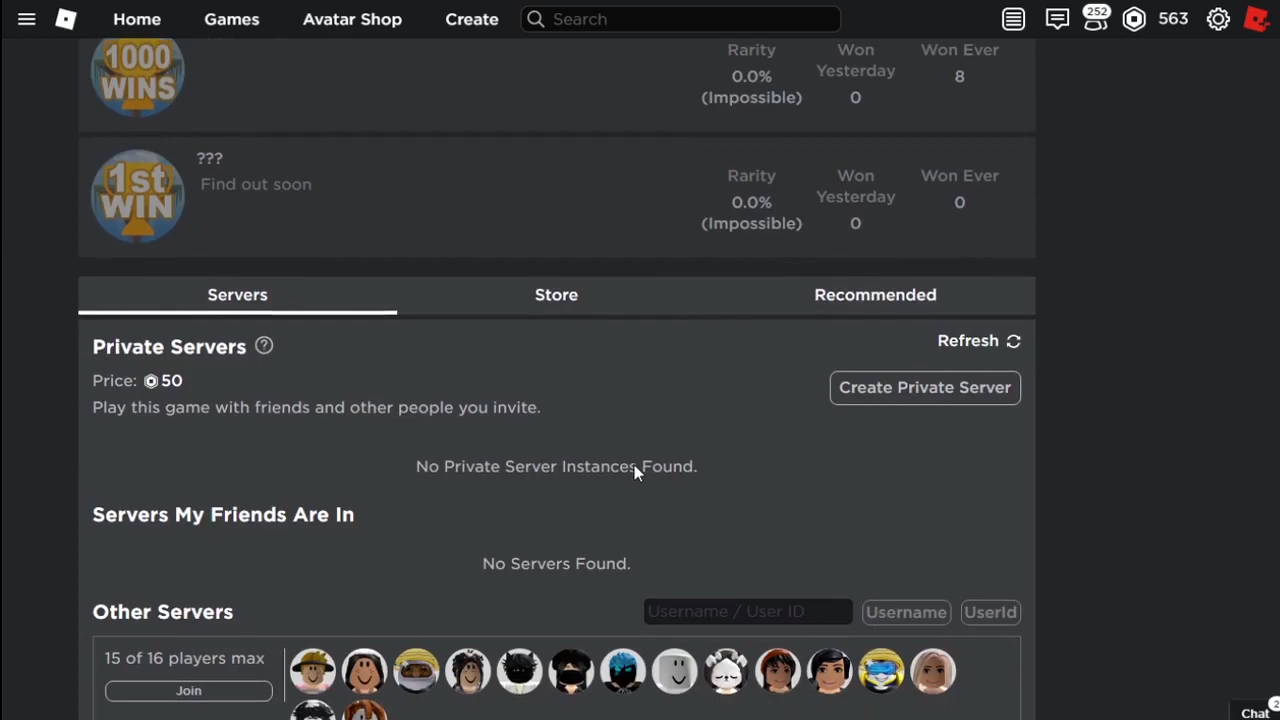 Home Games Avatar Shop Create Search 252 563
1000 WINS
Rarity
0.0%
(Impossible)
Won Yesterday
0
Won Ever
8
1st WIN
???
Find out soon
Rarity
0.0%
(Impossible)
Won Yesterday
0
Won Ever
0
Servers Store Recommended
Private Servers ?
Refresh
Price: 50
Create Private Server
Play this game with friends and other people you invite.
No Private Server Instances Found.
Servers My Friends Are In
No Servers Found.
Other Servers
Username / User ID Username UserId
15 of 16 players max
Join
Chat